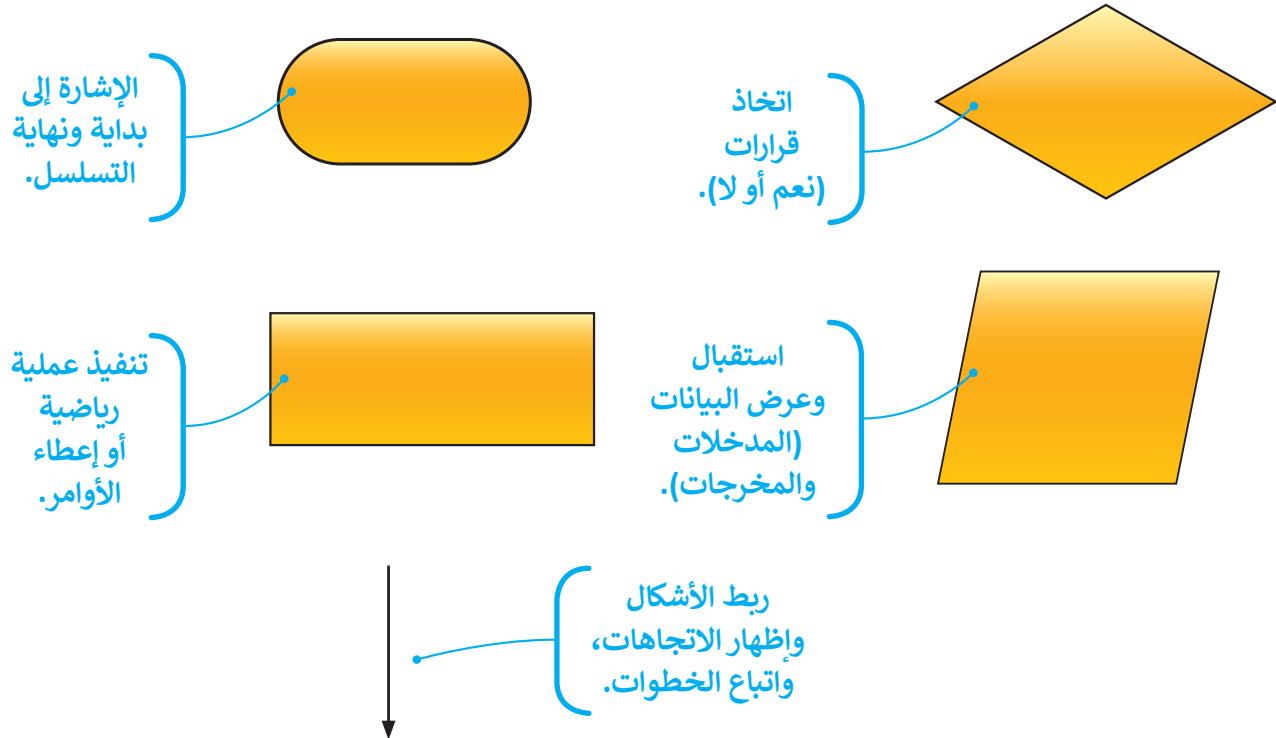 اتخاذ
قرارات
(نعم أو لا).
الإشارة إلى
بداية ونهاية
التسلسل.
استقبال
وعرض البيانات
(المدخلات
والمخرجات).
تنفيذ عملية
رياضية
أو إعطاء
الأوامر.
ربط الأشكال
وإظهار الاتجاهات،
واتباع الخطوات.